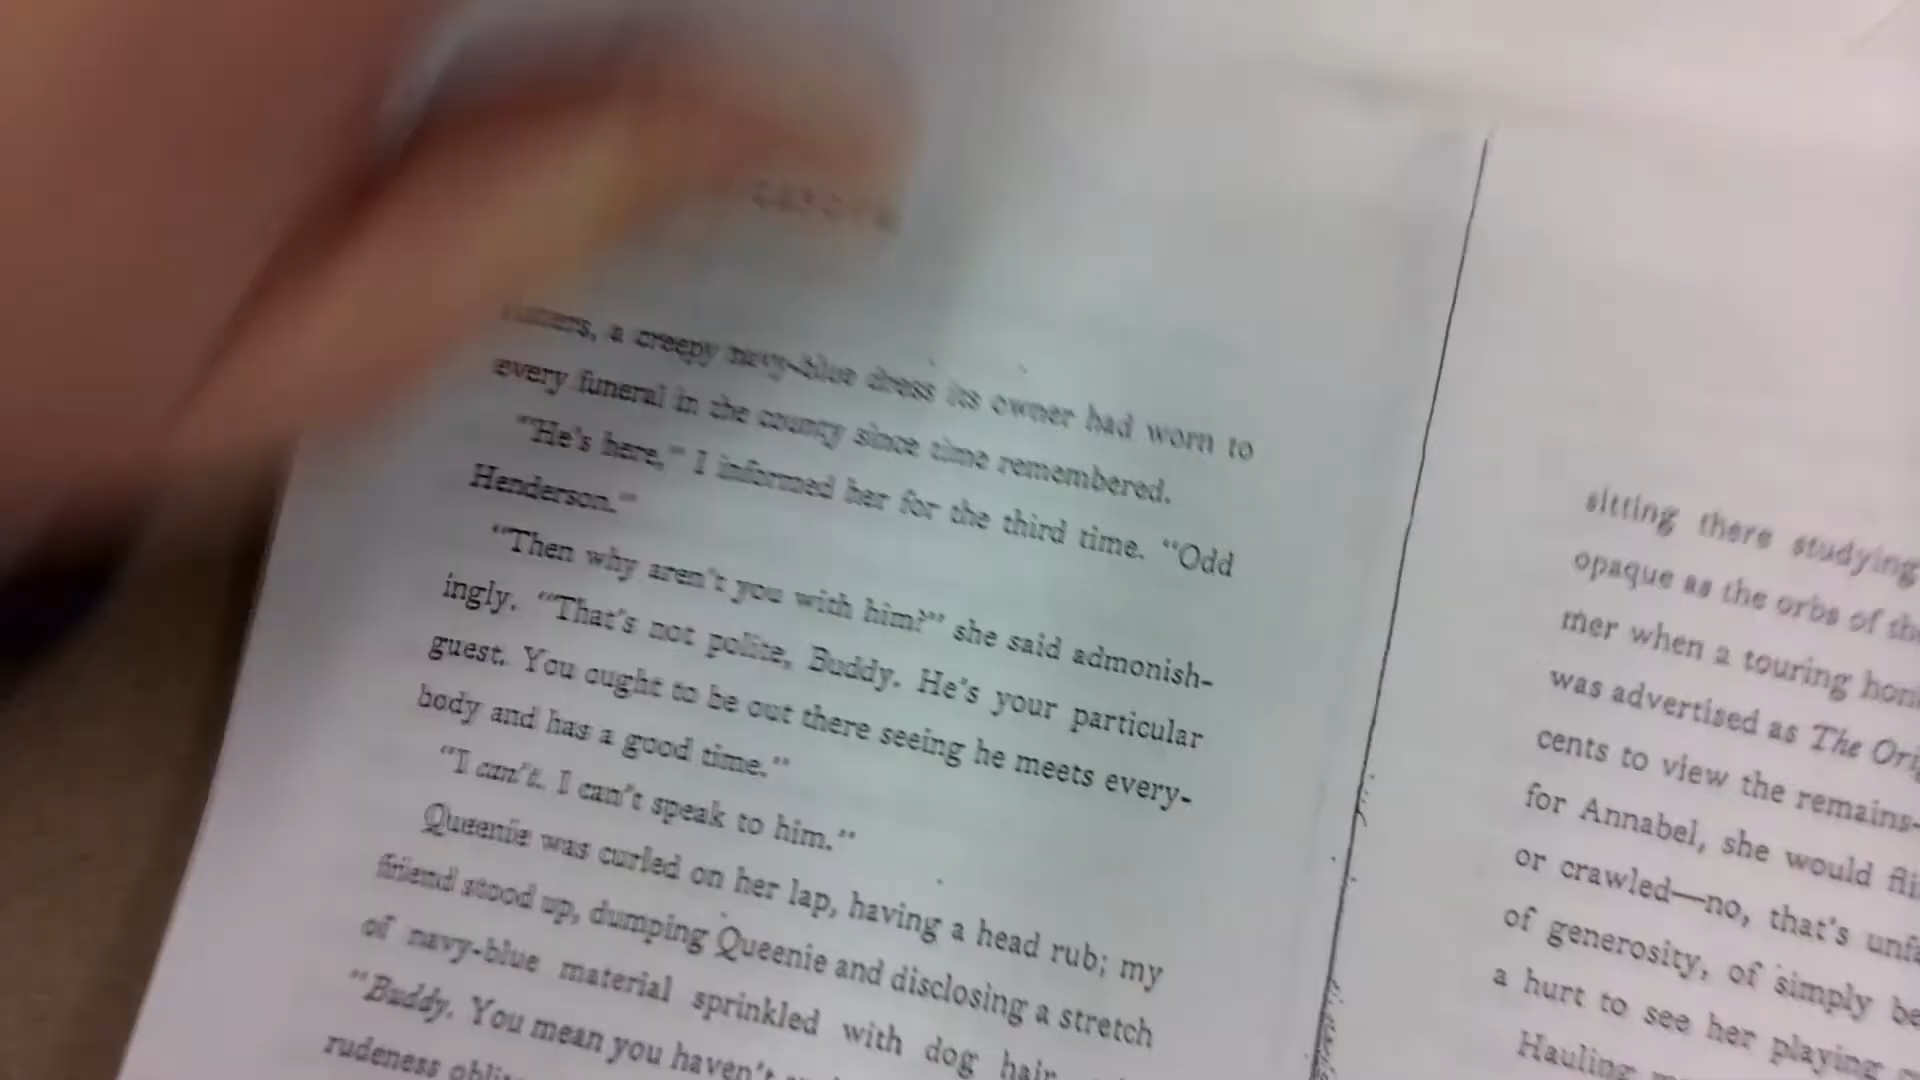 a creepy navy-blue dress its owner had worn to
every funeral in the county since time remembered.
"He's here," I informed her for the third time. "Odd
Henderson."
"Then why aren't you with him?" she said admonish-
ingly. "That's not polite, Buddy. He's your particular
guest. You ought to be out there seeing he meets every-
body and has a good time."
"I can't. I can't speak to him."
Queenie was curled on her lap, having a head rub; my
friend stood up, dumping Queenie and disclosing a stretch
of navy-blue material sprinkled with dog
"Buddy. You mean you haven't
rudeness
sitting there studying
opaque as the orbs of
mer when a touring
was advertised as The
cents to view the remains
for Annabel, she would
or crawled—no, that's
of generosity, of simply
a hurt to see her playing
Hauling